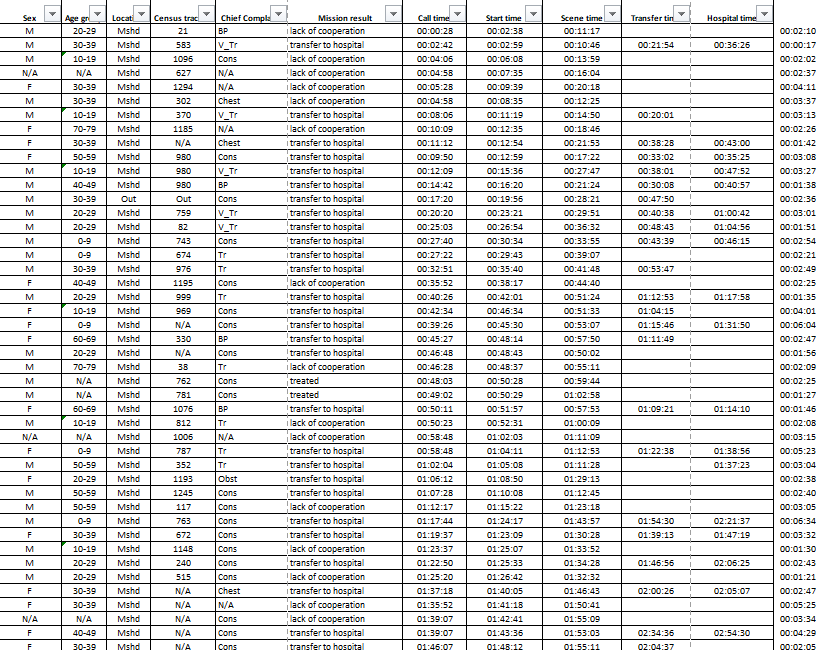 Sex Age gr Locati Census trac Chief Compla Mission result Call time Start time Scene time Transfer tin Hospital time
M 20-29 Mshd 21 BP lack of cooperation 00:00:28 00:02:38 00:11:17 00:02:10
M 30-39 Mshd 583 V_Tr transfer to hospital 00:02:42 00:02:59 00:10:46 00:21:54 00:36:26 00:00:17
M 10-19 Mshd 1096 Cons lack of cooperation 00:04:06 00:06:08 00:13:59 00:02:02
N/A N/A Mshd 627 N/A lack of cooperation 00:04:58 00:07:35 00:16:04 00:02:37
F 30-39 Mshd 1294 N/A lack of cooperation 00:05:28 00:09:39 00:20:18 00:04:11
M 30-39 Mshd 302 Chest lack of cooperation 00:04:58 00:08:35 00:12:25 00:03:37
M 10-19 Mshd 370 V_Tr transfer to hospital 00:08:06 00:11:19 00:14:50 00:20:01 00:03:13
F 70-79 Mshd 1185 N/A lack of cooperation 00:10:09 00:12:35 00:18:46 00:02:26
F 30-39 Mshd N/A Chest transfer to hospital 00:11:12 00:12:54 00:21:53 00:38:28 00:43:00 00:01:42
F 50-59 Mshd 980 Cons transfer to hospital 00:09:50 00:12:59 00:17:22 00:33:02 00:35:25 00:03:08
M 10-19 Mshd 980 V_Tr transfer to hospital 00:12:09 00:15:36 00:27:47 00:38:01 00:47:52 00:03:27
M 40-49 Mshd 980 BP transfer to hospital 00:14:42 00:16:20 00:21:24 00:30:08 00:40:57 00:01:38
M 30-39 Out Out Cons transfer to hospital 00:17:20 00:19:56 00:28:21 00:47:50 00:02:36
M 20-29 Mshd 759 V_Tr transfer to hospital 00:20:20 00:23:21 00:29:51 00:40:38 01:00:42 00:03:01
M 20-29 Mshd 82 V_Tr transfer to hospital 00:25:03 00:26:54 00:36:32 00:48:43 01:04:56 00:01:51
M 0-9 Mshd 743 Cons transfer to hospital 00:27:40 00:30:34 00:33:55 00:43:39 00:46:15 00:02:54
M 0-9 Mshd 674 Tr transfer to hospital 00:27:22 00:29:43 00:39:07 00:02:21
M 30-39 Mshd 976 Tr transfer to hospital 00:32:51 00:35:40 00:41:48 00:53:47 00:02:49
F 40-49 Mshd 1195 Cons lack of cooperation 00:35:52 00:38:17 00:44:40 00:02:25
M 20-29 Mshd 999 Tr transfer to hospital 00:40:26 00:42:01 00:51:24 01:12:53 01:17:58 00:01:35
F 10-19 Mshd 969 Cons transfer to hospital 00:42:34 00:46:34 00:51:33 01:04:15 00:04:01
F 0-9 Mshd N/A Cons transfer to hospital 00:39:26 00:45:30 00:53:07 01:15:46 01:31:50 00:06:04
F 60-69 Mshd 330 BP transfer to hospital 00:45:27 00:48:14 00:57:50 01:11:49 00:02:47
M 20-29 Mshd N/A Cons transfer to hospital 00:46:48 00:48:43 00:50:02 00:01:56
M 70-79 Mshd 38 Tr lack of cooperation 00:46:28 00:48:37 00:55:11 00:02:09
M N/A Mshd 762 Cons treated 00:48:03 00:50:28 00:59:44 00:02:25
M N/A Mshd 781 Cons treated 00:49:02 00:50:29 01:02:58 00:01:27
F 60-69 Mshd 1076 BP transfer to hospital 00:50:11 00:51:57 00:57:53 01:09:21 01:14:10 00:01:46
M 10-19 Mshd 812 Tr lack of cooperation 00:50:23 00:52:31 01:00:09 00:02:08
N/A N/A Mshd 1006 N/A lack of cooperation 00:58:48 01:02:03 01:11:09 00:03:15
F 0-9 Mshd 787 Tr transfer to hospital 00:58:48 01:04:11 01:12:53 01:22:38 01:38:56 00:05:23
M 50-59 Mshd 352 Tr transfer to hospital 01:02:04 01:05:08 01:11:28 01:37:23 00:03:04
F 20-29 Mshd 1193 Obst lack of cooperation 01:06:12 01:08:50 01:29:13 00:02:38
M 50-59 Mshd 1245 Cons lack of cooperation 01:07:28 01:10:08 01:12:45 00:02:40
M 50-59 Mshd 117 Cons lack of cooperation 01:12:17 01:15:22 01:23:18 00:03:05
M 0-9 Mshd 763 Cons transfer to hospital 01:17:44 01:24:17 01:43:57 01:54:30 02:21:37 00:06:34
F 30-39 Mshd 672 Cons transfer to hospital 01:19:37 01:23:09 01:30:28 01:39:13 01:47:19 00:03:32
M 10-19 Mshd 1148 Cons lack of cooperation 01:23:37 01:25:07 01:33:52 00:01:30
M 20-29 Mshd 240 Cons transfer to hospital 01:22:50 01:25:33 01:34:28 01:46:56 02:06:25 00:02:43
M 20-29 Mshd 515 Cons lack of cooperation 01:25:20 01:26:42 01:32:32 00:01:21
F 30-39 Mshd N/A Chest transfer to hospital 01:37:18 01:40:05 01:46:43 02:00:26 02:05:07 00:02:47
F 30-39 Mshd N/A N/A lack of cooperation 01:35:52 01:41:18 01:50:41 00:05:25
N/A N/A Mshd N/A Cons lack of cooperation 01:39:07 01:42:41 01:55:09 00:03:34
F 40-49 Mshd N/A Cons transfer to hospital 01:39:07 01:43:36 01:53:03 02:34:36 02:54:30 00:04:29
F 30-39 Mshd N/A Cons transfer to hospital 01:46:07 01:48:12 01:55:11 02:04:37 00:02:05